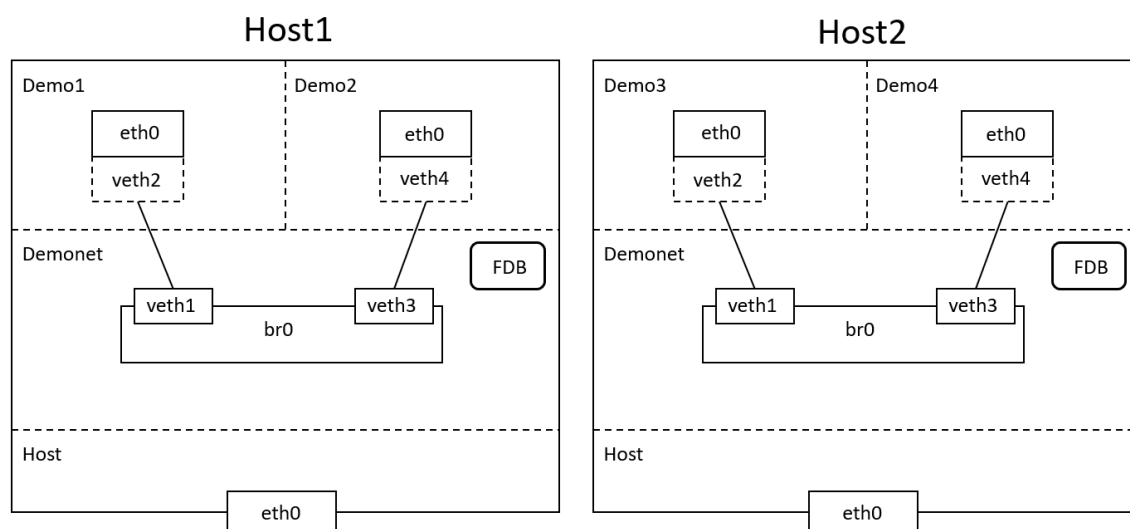 Host1
Demo1
Demo2
eth0
eth0
veth2
veth4
Demonet
FDB
veth1
veth3
br0
Host
eth0
Host2
Demo3
Demo4
eth0
eth0
veth2
veth4
Demonet
FDB
veth1
veth3
br0
Host
eth0